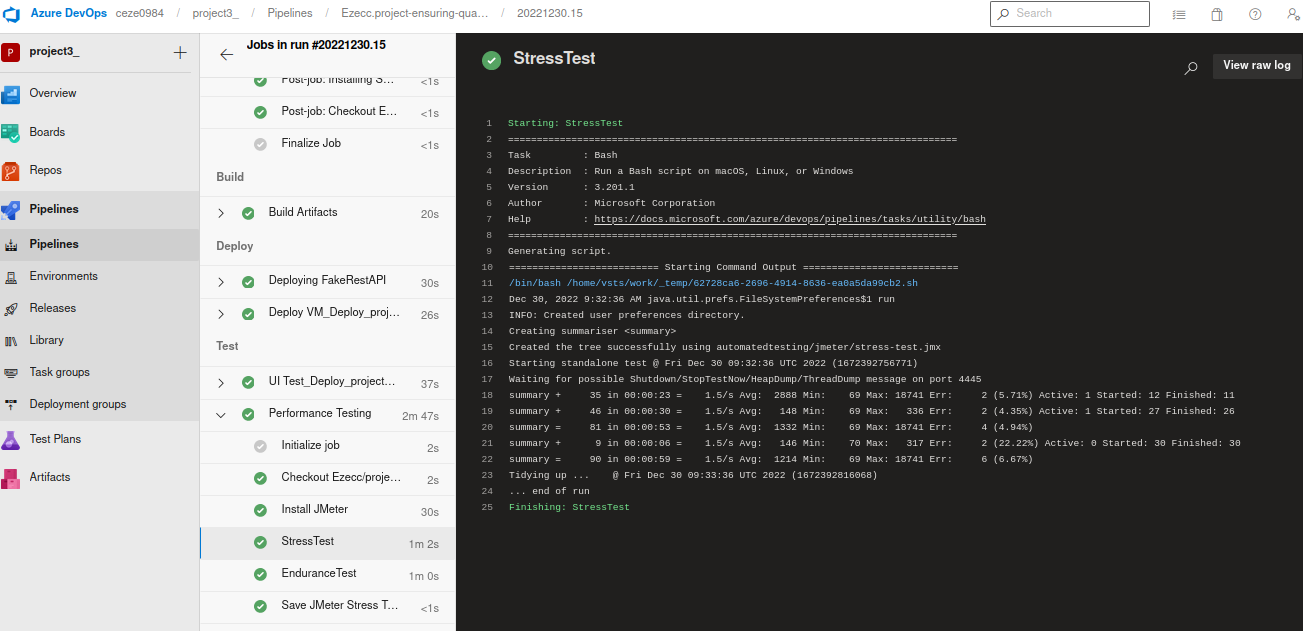 Azure DevOps ceze0984 / project3_ / Pipelines / Ezecc.project-ensuring-qua... / 20221230.15
Search
P project3_
Overview
Boards
Repos
Pipelines
Pipelines
Environments
Releases
Library
Task groups
Deployment groups
Test Plans
Artifacts
Jobs in run #20221230.15
Post-job: Installing S... <1s
Post-job: Checkout E... <1s
Finalize Job <1s
Build
Build Artifacts 20s
Deploy
Deploying FakeRestAPI 30s
Deploy VM_Deploy_proj... 26s
Test
UI Test_Deploy_project... 37s
Performance Testing 2m 47s
Initialize job 2s
Checkout Ezecc/proje... 2s
Install JMeter 30s
StressTest 1m 2s
EnduranceTest 1m 0s
Save JMeter Stress T... <1s
StressTest
View raw log
1 Starting: StressTest
2 ==============================================================================
3 Task         : Bash
4 Description  : Run a Bash script on macOS, Linux, or Windows
5 Version      : 3.201.1
6 Author       : Microsoft Corporation
7 Help         : https://docs.microsoft.com/azure/devops/pipelines/tasks/utility/bash
8 ==============================================================================
9 Generating script.
10 ========================== Starting Command Output ===========================
11 /bin/bash /home/vsts/work/_temp/62728ca6-2696-4914-8636-ea0a5da99cb2.sh
12 Dec 30, 2022 9:32:36 AM java.util.prefs.FileSystemPreferences$1 run
13 INFO: Created user preferences directory.
14 Creating summariser <summary>
15 Created the tree successfully using automatedtesting/jmeter/stress-test.jmx
16 Starting standalone test @ Fri Dec 30 09:32:36 UTC 2022 (1672392756771)
17 Waiting for possible Shutdown/StopTestNow/HeapDump/ThreadDump message on port 4445
18 summary +     35 in 00:00:23 =    1.5/s Avg:  2888 Min:    69 Max: 18741 Err:     2 (5.71%) Active: 1 Started: 12 Finished: 11
19 summary +     46 in 00:00:30 =    1.5/s Avg:   148 Min:    69 Max:   336 Err:     2 (4.35%) Active: 1 Started: 27 Finished: 26
20 summary =     81 in 00:00:53 =    1.5/s Avg:  1332 Min:    69 Max: 18741 Err:     4 (4.94%)
21 summary +      9 in 00:00:06 =    1.5/s Avg:   146 Min:    70 Max:   317 Err:     2 (22.22%) Active: 0 Started: 30 Finished: 30
22 summary =     90 in 00:00:59 =    1.5/s Avg:  1214 Min:    69 Max: 18741 Err:     6 (6.67%)
23 Tidying up ...    @ Fri Dec 30 09:33:36 UTC 2022 (1672392816068)
24 ... end of run
25 Finishing: StressTest